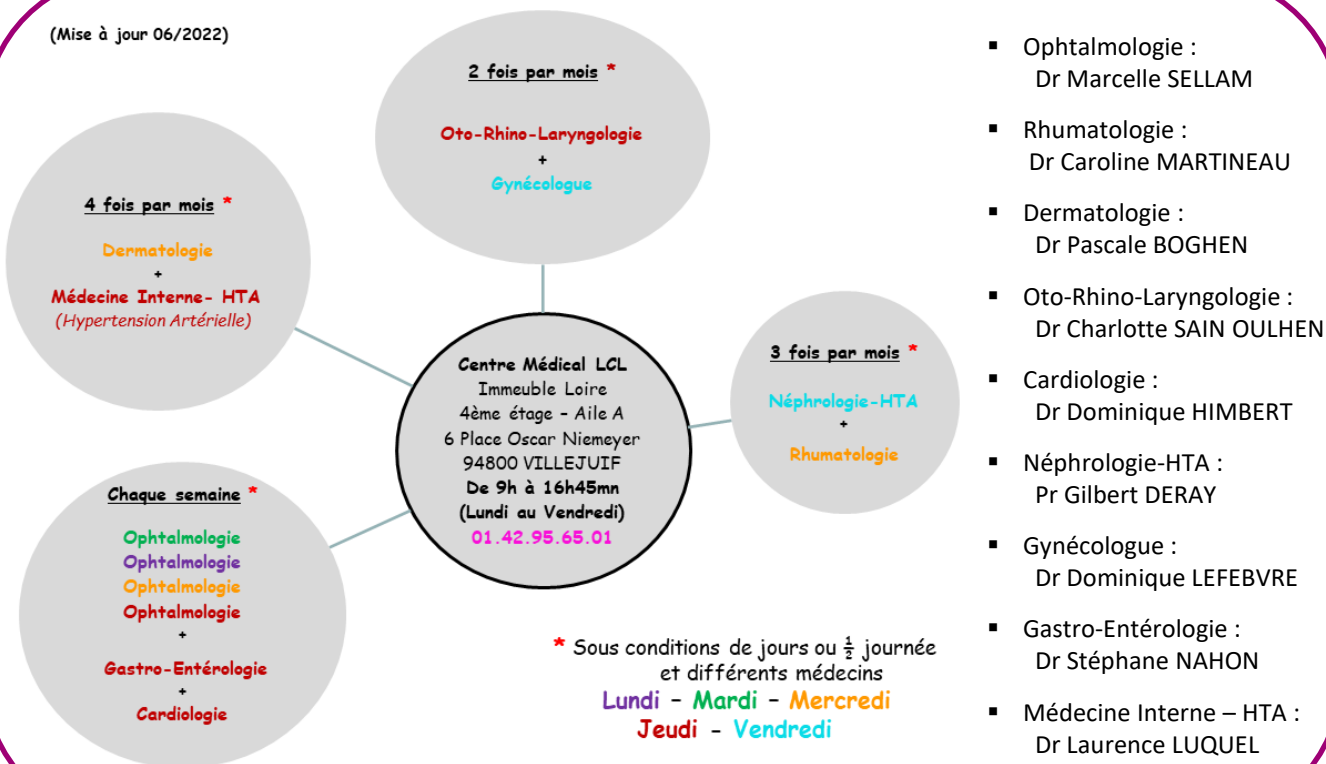 (Mise à jour 06/2022)
2 fois par mois *
Oto-Rhino-Laryngologie
+
Gynécologue
4 fois par mois *
Dermatologie
+
Médecine Interne- HTA
(Hypertension Artérielle)
Centre Médical LCL
Immeuble Loire
4ème étage – Aile A
6 Place Oscar Niemeyer
94800 VILLEJUIF
De 9h à 16h45mn
(Lundi au Vendredi)
01.42.95.65.01
3 fois par mois *
Néphrologie-HTA
+
Rhumatologie
Chaque semaine *
Ophtalmologie
Ophtalmologie
Ophtalmologie
Ophtalmologie
+
Gastro-Entérologie
+
Cardiologie
* Sous conditions de jours ou ½ journée
et différents médecins
Lundi – Mardi – Mercredi
Jeudi – Vendredi
▪ Ophtalmologie :
Dr Marcelle SELLAM
▪ Rhumatologie :
Dr Caroline MARTINEAU
▪ Dermatologie :
Dr Pascale BOGHEN
▪ Oto-Rhino-Laryngologie :
Dr Charlotte SAIN OULHEN
▪ Cardiologie :
Dr Dominique HIMBERT
▪ Néphrologie-HTA :
Pr Gilbert DERAY
▪ Gynécologue :
Dr Dominique LEFEBVRE
▪ Gastro-Entérologie :
Dr Stéphane NAHON
▪ Médecine Interne – HTA :
Dr Laurence LUQUEL